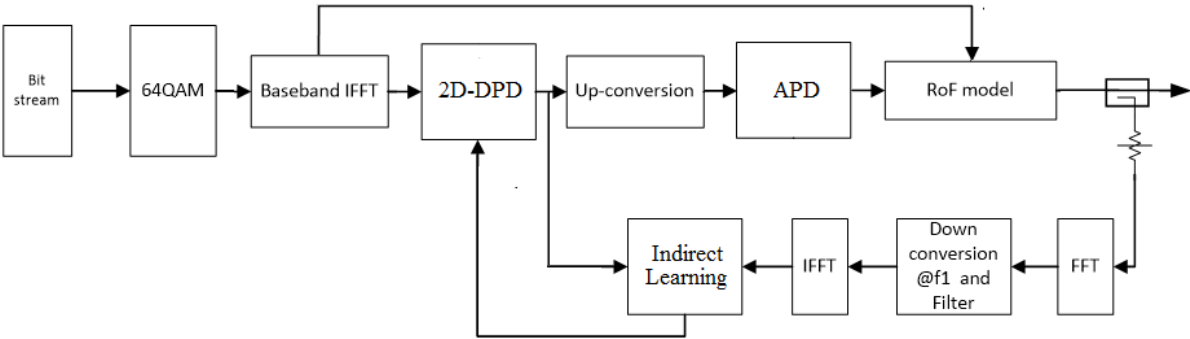 Bit
stream
64QAM
Baseband IFFT
2D-DPD
Up-conversion
APD
RoF model
Indirect
Learning
IFFT
Down
conversion
@f1 and
Filter
FFT